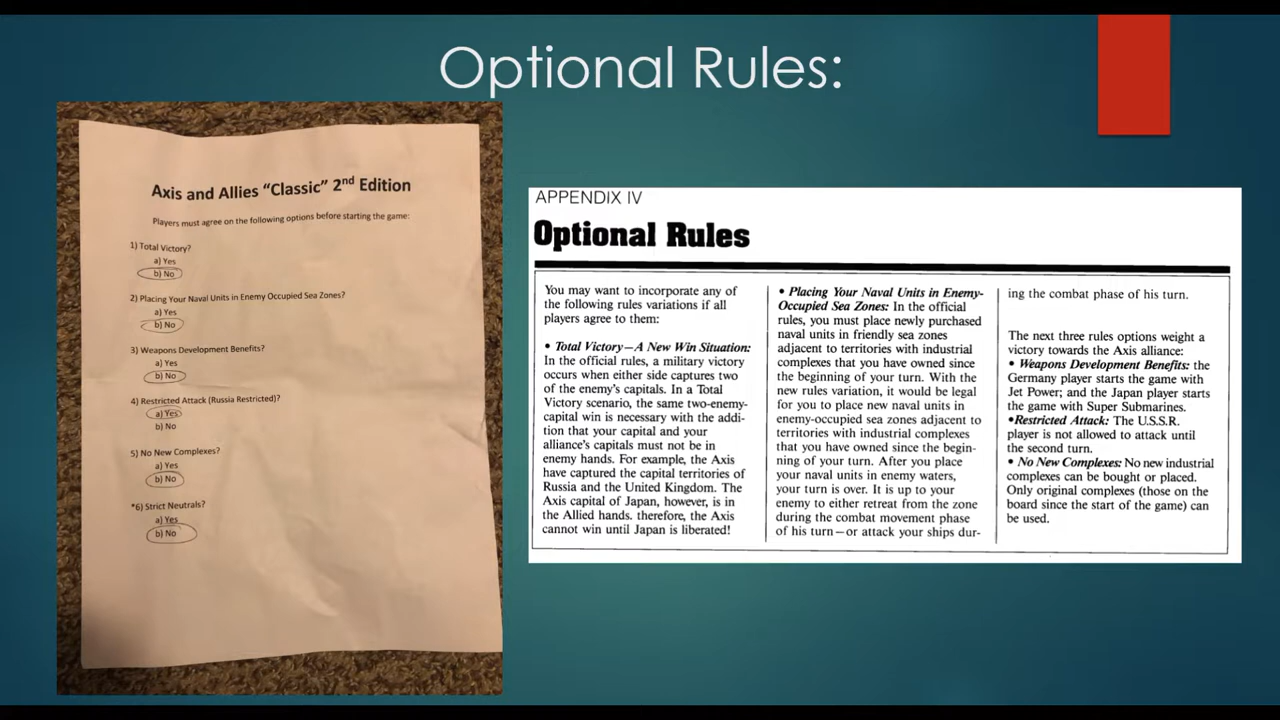 Optional Rules:
Axis and Allies “Classic” 2nd Edition
Players must agree on the following options before starting the game:
1) Total Victory?
a) Yes
b) No
2) Placing Your Naval Units in Enemy Occupied Sea Zones?
a) Yes
b) No
3) Weapons Development Benefits?
a) Yes
b) No
4) Restricted Attack (Russia Restricted)?
a) Yes
b) No
5) No New Complexes?
a) Yes
b) No
*6) Strict Neutrals?
a) Yes
b) No
APPENDIX IV
Optional Rules
You may want to incorporate any of
the following rules variations if all
players agree to them:
• Total Victory—A New Win Situation:
In the official rules, a military victory
occurs when either side captures two
of the enemy's capitals. In a Total
Victory scenario, the same two-enemy-
capital win is necessary with the addi-
tion that your capital and your
alliance's capitals must not be in
enemy hands. For example, the Axis
have captured the capital territories of
Russia and the United Kingdom. The
Axis capital of Japan, however, is in
the Allied hands. therefore, the Axis
cannot win until Japan is liberated!
• Placing Your Naval Units in Enemy-
Occupied Sea Zones: In the official
rules, you must place newly purchased
naval units in friendly sea zones
adjacent to territories with industrial
complexes that you have owned since
the beginning of your turn. With the
new rules variation, it would be legal
for you to place new naval units in
enemy-occupied sea zones adjacent to
territories with industrial complexes
that you have owned since the begin-
ning of your turn. After you place
your naval units in enemy waters,
your turn is over. It is up to your
enemy to either retreat from the zone
during the combat movement phase
of his turn—or attack your ships dur-
ing the combat phase of his turn.
The next three rules options weight a
victory towards the Axis alliance:
• Weapons Development Benefits: the
Germany player starts the game with
Jet Power; and the Japan player starts
the game with Super Submarines.
•Restricted Attack: The U.S.S.R.
player is not allowed to attack until
the second turn.
• No New Complexes: No new industrial
complexes can be bought or placed.
Only original complexes (those on the
board since the start of the game) can
be used.